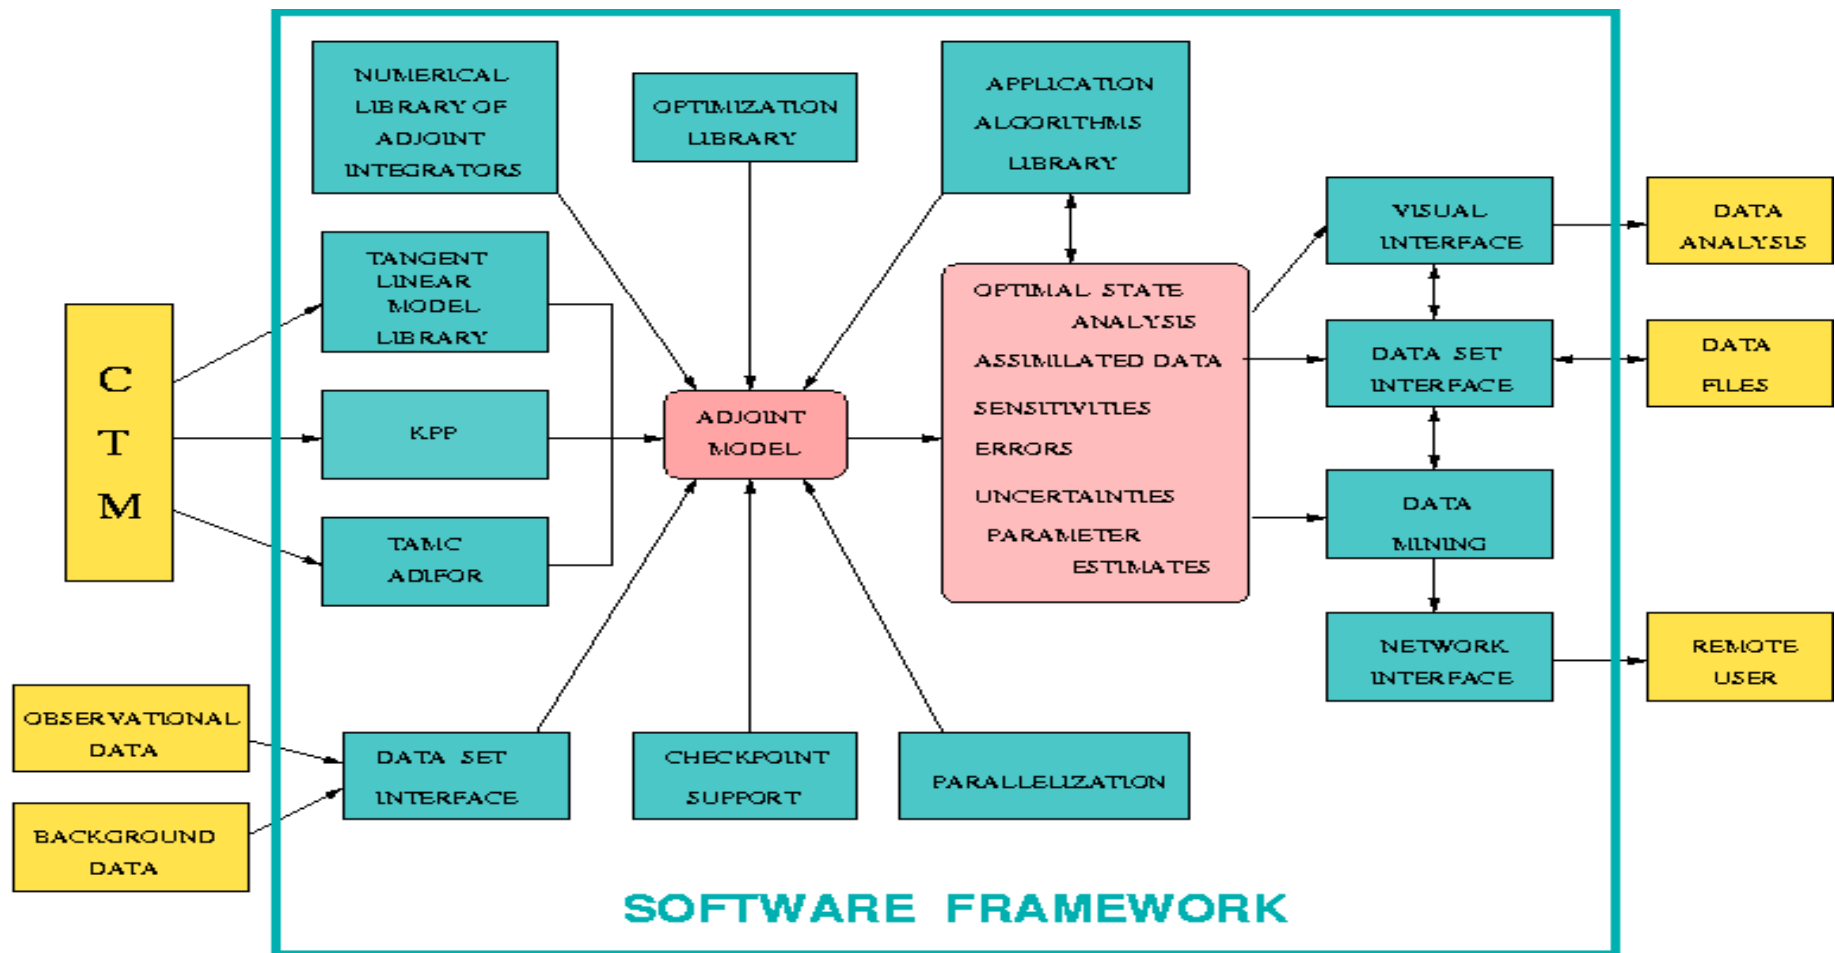 NUMERICAL
LIBRARY OF
ADJOINT
INTEGRATORS
OPTIMIZATION
LIBRARY
APPLICATION
ALGORITHMS
LIBRARY
TANGENT
LINEAR
MODEL
LIBRARY
C
T
M
KPP
TAMC
ADIFOR
ADJOINT
MODEL
OPTIMAL STATE
ANALYSIS
ASSIMILATED DATA
SENSITIVITIES
ERRORS
UNCERTAINTIES
PARAMETER
ESTIMATES
VISUAL
INTERFACE
DATA
ANALYSIS
DATA SET
INTERFACE
DATA
FILES
DATA
MINING
NETWORK
INTERFACE
REMOTE
USER
OBSERVATIONAL
DATA
BACKGROUND
DATA
DATA SET
INTERFACE
CHECKPOINT
SUPPORT
PARALLELIZATION
SOFTWARE FRAMEWORK